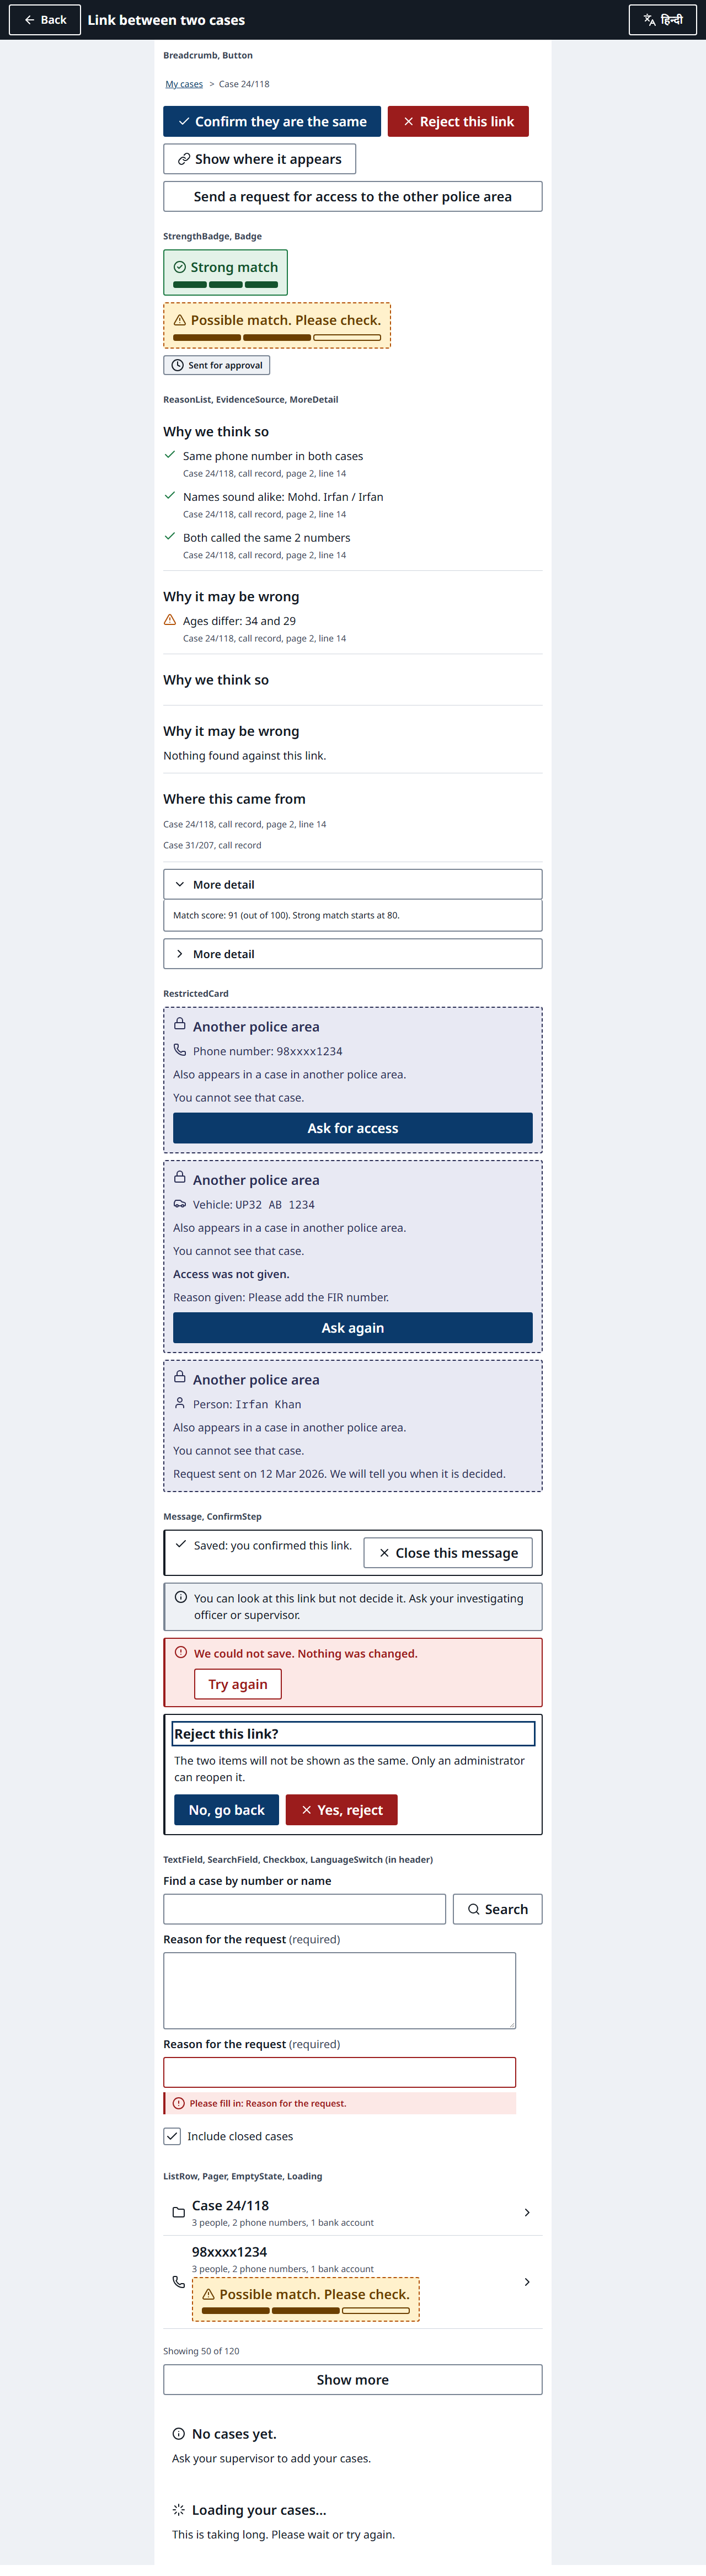 Back
Link between two cases
हिन्दी
Breadcrumb, Button
My cases > Case 24/118
Confirm they are the same
Reject this link
Show where it appears
Send a request for access to the other police area
StrengthBadge, Badge
Strong match
Possible match. Please check.
Sent for approval
ReasonList, EvidenceSource, MoreDetail
Why we think so
Same phone number in both cases
Case 24/118, call record, page 2, line 14
Names sound alike: Mohd. Irfan / Irfan
Case 24/118, call record, page 2, line 14
Both called the same 2 numbers
Case 24/118, call record, page 2, line 14
Why it may be wrong
Ages differ: 34 and 29
Case 24/118, call record, page 2, line 14
Why we think so
Why it may be wrong
Nothing found against this link.
Where this came from
Case 24/118, call record, page 2, line 14
Case 31/207, call record
More detail
Match score: 91 (out of 100). Strong match starts at 80.
More detail
RestrictedCard
Another police area
Phone number: 98xxxx1234
Also appears in a case in another police area.
You cannot see that case.
Ask for access
Another police area
Vehicle: UP32 AB 1234
Also appears in a case in another police area.
You cannot see that case.
Access was not given.
Reason given: Please add the FIR number.
Ask again
Another police area
Person: Irfan Khan
Also appears in a case in another police area.
You cannot see that case.
Request sent on 12 Mar 2026. We will tell you when it is decided.
Message, ConfirmStep
Saved: you confirmed this link.
Close this message
You can look at this link but not decide it. Ask your investigating
officer or supervisor.
We could not save. Nothing was changed.
Try again
Reject this link?
The two items will not be shown as the same. Only an administrator
can reopen it.
No, go back
Yes, reject
TextField, SearchField, Checkbox, LanguageSwitch (in header)
Find a case by number or name
Search
Reason for the request (required)
Reason for the request (required)
Please fill in: Reason for the request.
Include closed cases
ListRow, Pager, EmptyState, Loading
Case 24/118
3 people, 2 phone numbers, 1 bank account
98xxxx1234
3 people, 2 phone numbers, 1 bank account
Possible match. Please check.
Showing 50 of 120
Show more
No cases yet.
Ask your supervisor to add your cases.
Loading your cases...
This is taking long. Please wait or try again.